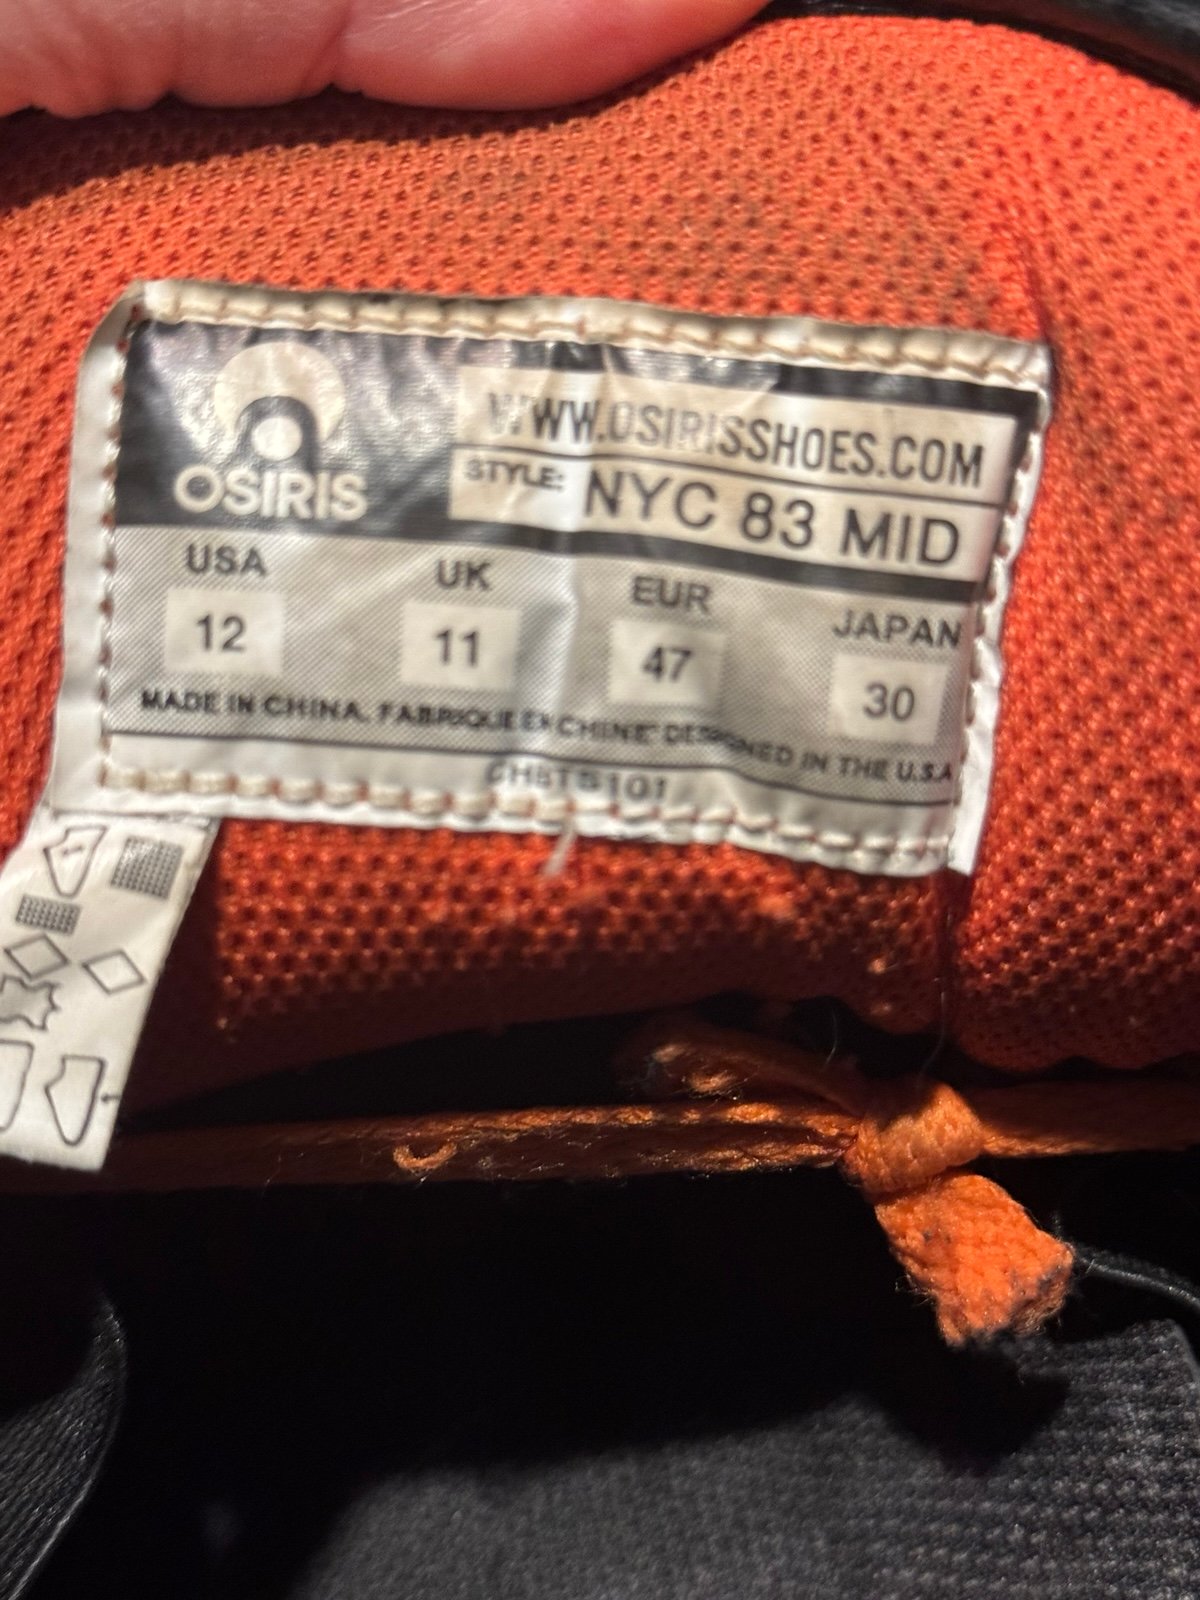 OSIRIS
WWW.OSIRISSHOES.COM
STYLE: NYC 83 MID
USA UK EUR JAPAN
12 11 47 30
MADE IN CHINA. FABRIQUE EN CHINE DESIGNED IN THE U.S.A